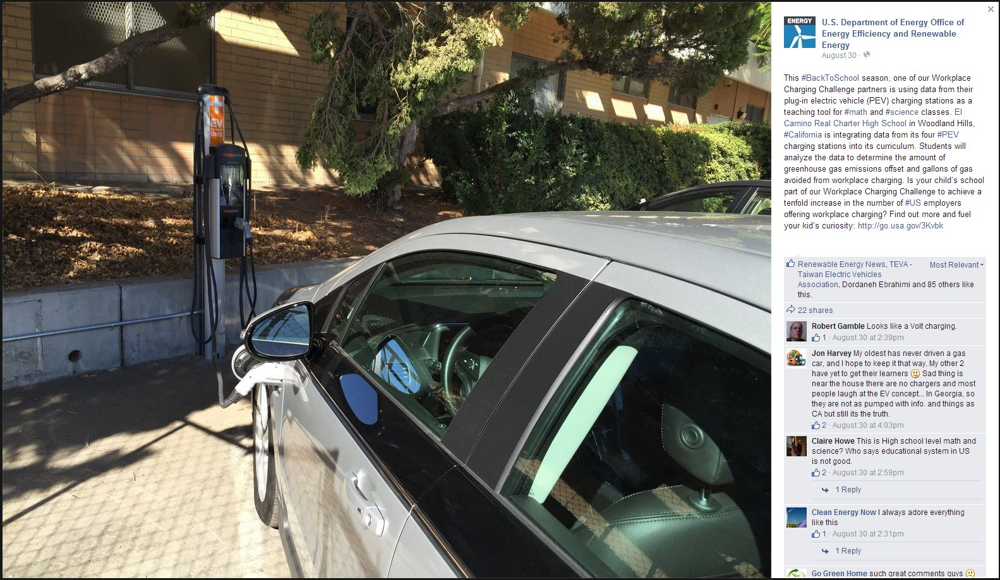 EV
ONLY
chargepoint
ENERGY
U.S. Department of Energy Office of
Energy Efficiency and Renewable
Energy
August 30 ·
This #BackToSchool season, one of our Workplace
Charging Challenge partners is using data from their
plug-in electric vehicle (PEV) charging stations as a
teaching tool for #math and #science classes. El
Camino Real Charter High School in Woodland Hills,
#California is integrating data from its four #PEV
charging stations into its curriculum. Students will
analyze the data to determine the amount of
greenhouse gas emissions offset and gallons of gas
avoided from workplace charging. Is your child's school
part of our Workplace Charging Challenge to achieve a
tenfold increase in the number of #US employers
offering workplace charging? Find out more and fuel
your kid's curiosity: http://go.usa.gov/3Kvbk
Renewable Energy News, TEVA -
Most Relevant
Taiwan Electric Vehicles
Association, Dordaneh Ebrahimi and 85 others like
this.
22 shares
Robert Gamble Looks like a Volt charging.
1 · August 30 at 2:39pm
Jon Harvey My oldest has never driven a gas
car, and I hope to keep it that way. My other 2
have yet to get their learners Sad thing is
near the house there are no chargers and most
people laugh at the EV concept... In Georgia, so
they are not as pumped with info. and things as
CA but still its the truth.
2 · August 30 at 4:03pm
Claire Howe This is High school level math and
science? Who says educational system in US
is not good.
2 · August 30 at 2:59pm
1 Reply
Clean Energy Now I always adore everything
like this
1 · August 30 at 2:31pm
1 Reply
Go Green Home such great comments guys